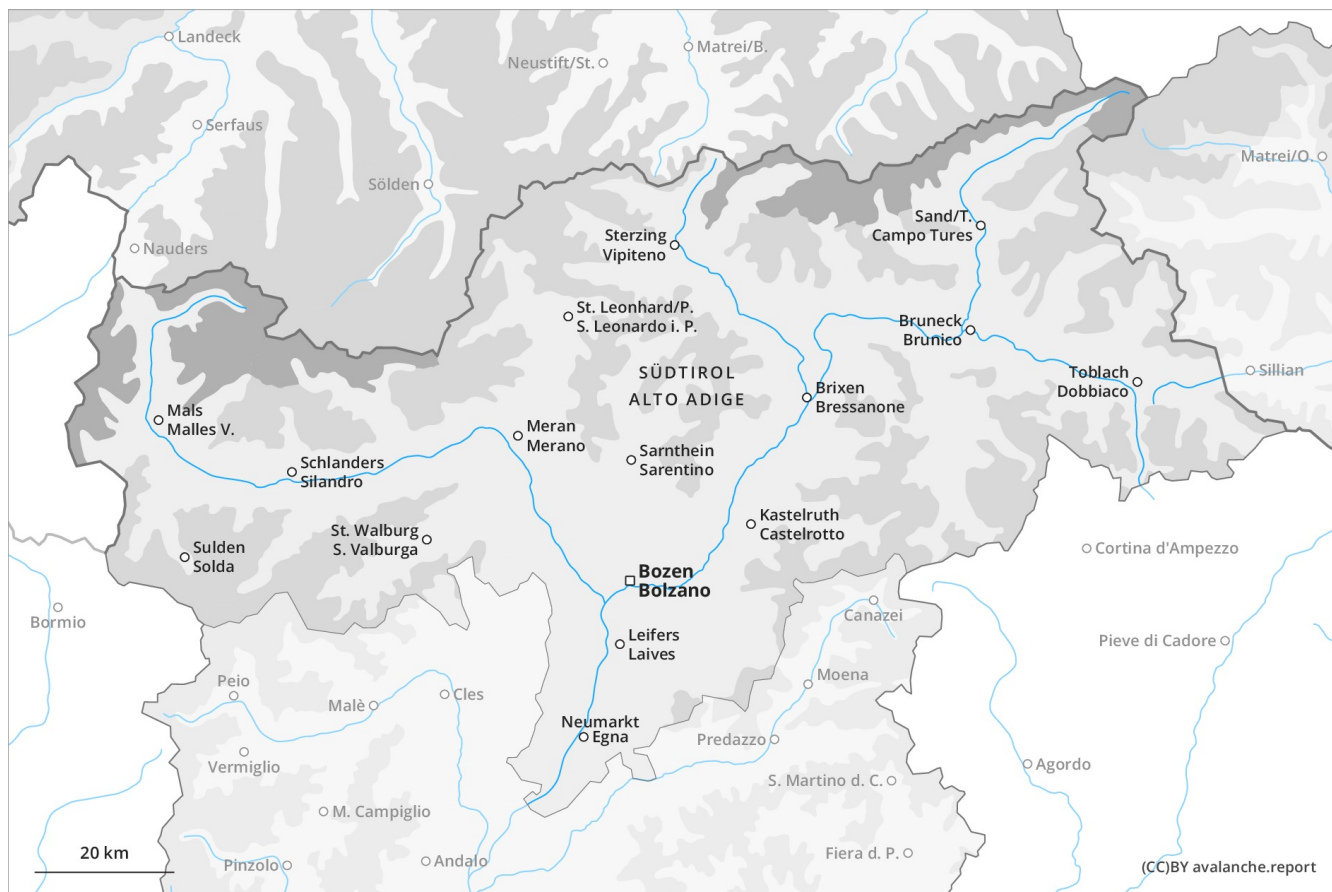 Landeck
Matrei/B.
Neustift/St.
Serfaus
Matrei/O.
Sölden
Sand/T.
Campo Tures
Nauders
Sterzing
Vipiteno
St. Leonhard/P.
S. Leonardo i. P.
Bruneck
Brunico
SÜDTIROL
ALTO ADIGE
Toblach
Dobbiaco
Sillian
Brixen
Bressanone
Mals
Malles V.
Meran
Merano
Sarnthein
Sarentino
Schlanders
Silandro
Kastelruth
Castelrotto
St. Walburg
S. Valburga
Sulden
Solda
Cortina d'Ampezzo
Bozen
Bolzano
Bormio
Canazei
Leifers
Laives
Pieve di Cadore
Peio
Moena
Malè
Cles
Neumarkt
Egna
Predazzo
Vermiglio
Agordo
S. Martino d. C.
M. Campiglio
20 km
Pinzolo
Andalo
Fiera d. P.
(CC)BY avalanche.report